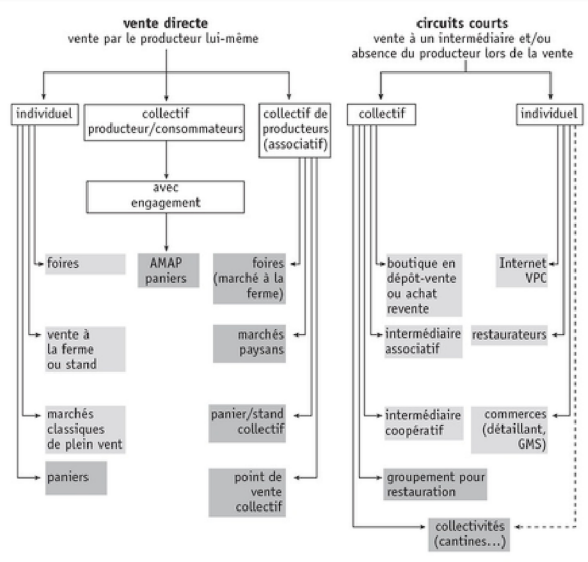 vente directe
vente par le producteur lui-même
individuel
collectif
producteur/consommateurs
collectif de
producteurs
(associatif)
avec
engagement
foires
AMAP
paniers
foires
(marché à la
ferme)
vente à
la ferme
ou stand
marchés
paysans
marchés
classiques
de plein vent
panier/stand
collectif
paniers
point de
vente
collectif
circuits courts
vente à un intermédiaire et/ou
absence du producteur lors de la vente
collectif
individuel
boutique en
dépôt-vente
ou achat
revente
Internet
VPC
intermédiaire
associatif
restaurateurs
intermédiaire
coopératif
commerces
(détaillant,
GMS)
groupement pour
restauration
collectivités
(cantines...)